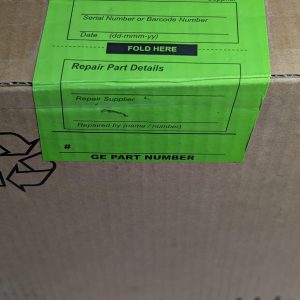 Supplier
Serial Number or Barcode Number
Date (dd-mmm-yy)
FOLD HERE
Repair Part Details
Repair Supplier
Repaired by (name / number)
#
GE PART NUMBER